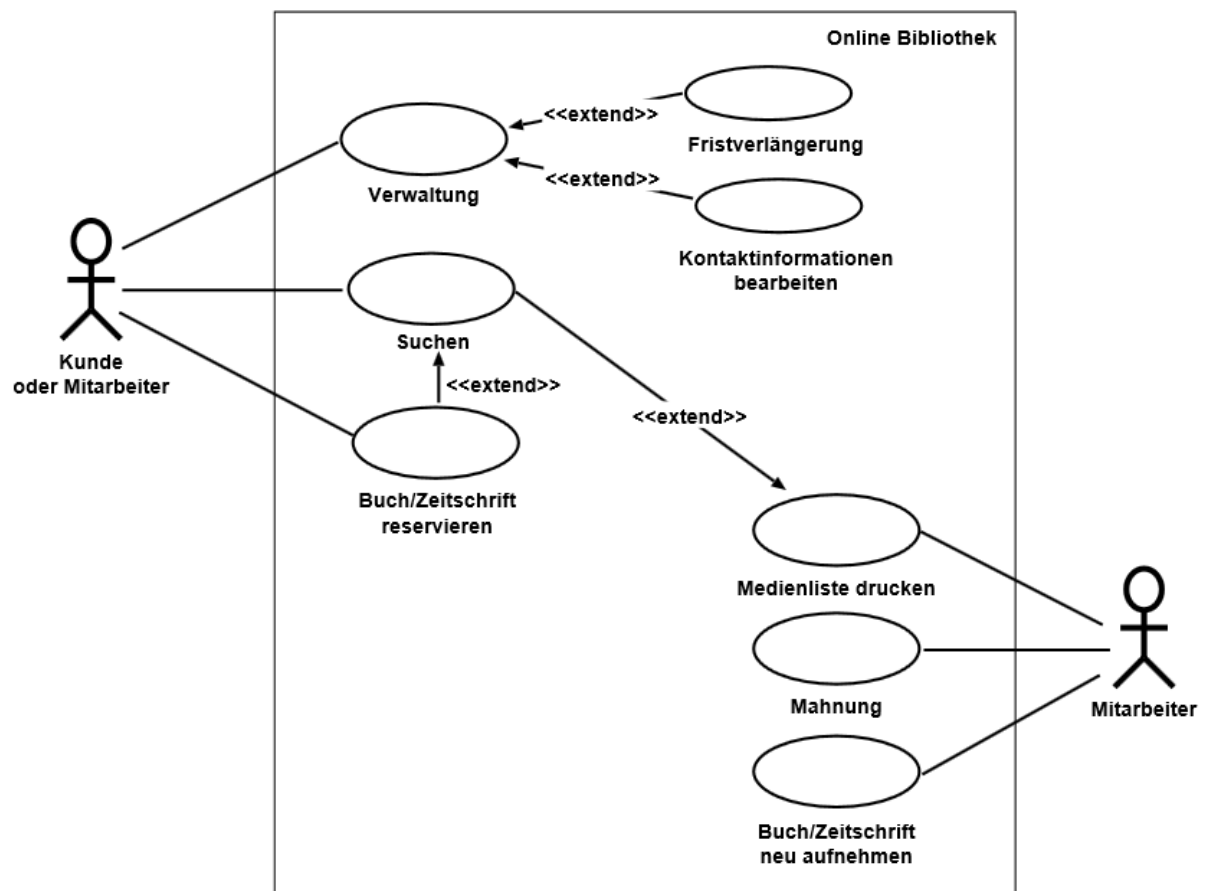 Online Bibliothek
<<extend>>
Fristverlängerung
Verwaltung
<<extend>>
Kontaktinformationen
bearbeiten
Suchen
Kunde
oder Mitarbeiter
<<extend>>
<<extend>>
Buch/Zeitschrift
reservieren
Medienliste drucken
Mahnung
Mitarbeiter
Buch/Zeitschrift
neu aufnehmen